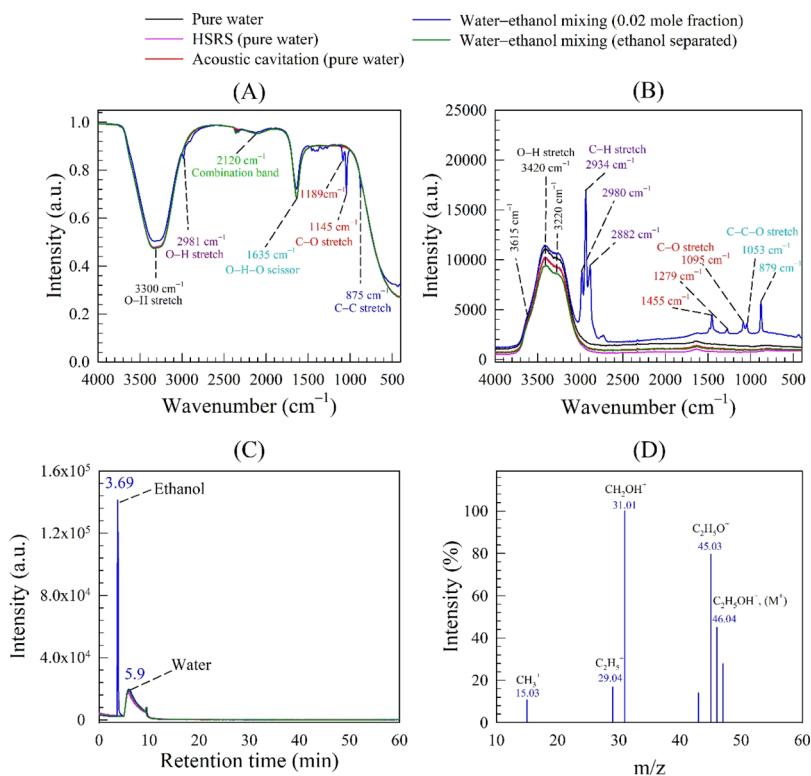 Pure water
HSRS (pure water)
Acoustic cavitation (pure water)
Water−ethanol mixing (0.02 mole fraction)
Water−ethanol mixing (ethanol separated)
(A)
1.0
0.8
0.6
0.4
0.2
0.0
Intensity (a.u.)
2120 cm⁻¹
Combination band
2981 cm⁻¹
O−H stretch
3300 cm⁻¹
O−H stretch
1635 cm⁻¹
O−H−O scissor
1189cm⁻¹
1145 cm⁻¹
C−O stretch
875 cm⁻¹
C−C stretch
4000 3000 2000 1000
Wavenumber (cm⁻¹)
(B)
25000
20000
15000
10000
5000
0
Intensity (a.u.)
3615 cm⁻¹
O−H stretch
3420 cm⁻¹
3220 cm⁻¹
C−H stretch
2934 cm⁻¹
2980 cm⁻¹
2882 cm⁻¹
C−O stretch
1095 cm⁻¹
1279 cm⁻¹
1455 cm⁻¹
C−C−O stretch
1053 cm⁻¹
879 cm⁻¹
4000 3500 3000 2500 2000 1500 1000 500
Wavenumber (cm⁻¹)
(C)
1.6x10⁵
1.2x10⁵
8.0x10⁴
4.0x10⁴
0
Intensity (a.u.)
3.69
Ethanol
5.9
Water
0 10 20 30 40 50 60
Retention time (min)
(D)
100
80
60
40
20
0
Intensity (%)
CH₃⁺
15.03
C₂H₅⁻
29.04
CH₂OH⁺
31.01
C₂H₅O⁻
45.03
C₂H₅OH⁻, (M⁺)
46.04
10 20 30 40 50 60
m/z